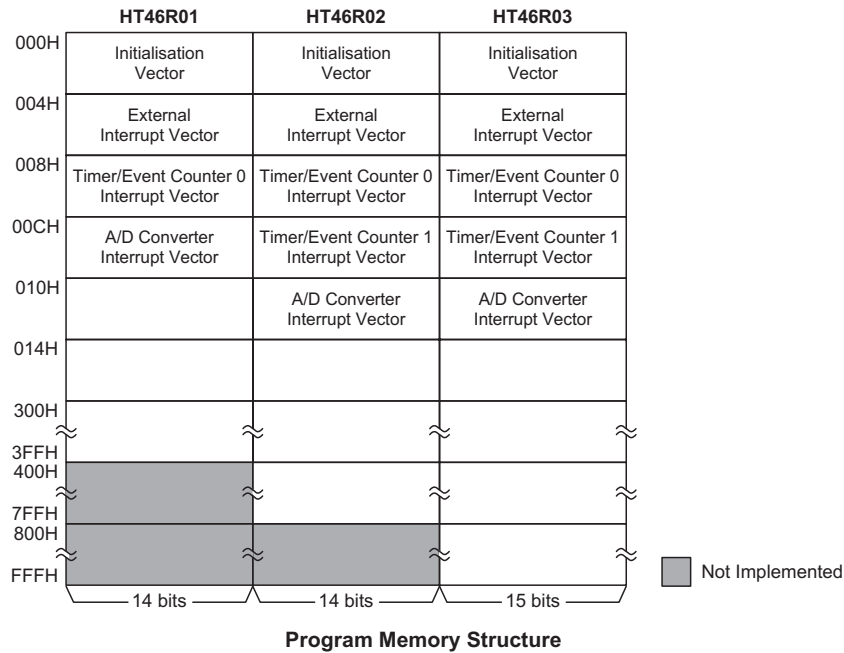 HT46R01 HT46R02 HT46R03
000H
Initialisation Vector Initialisation Vector Initialisation Vector
004H
External Interrupt Vector External Interrupt Vector External Interrupt Vector
008H
Timer/Event Counter 0 Interrupt Vector Timer/Event Counter 0 Interrupt Vector Timer/Event Counter 0 Interrupt Vector
00CH
A/D Converter Interrupt Vector Timer/Event Counter 1 Interrupt Vector Timer/Event Counter 1 Interrupt Vector
010H
A/D Converter Interrupt Vector A/D Converter Interrupt Vector
014H
300H
3FFH
400H
7FFH
800H
FFFH
Not Implemented
14 bits 14 bits 15 bits
Program Memory Structure